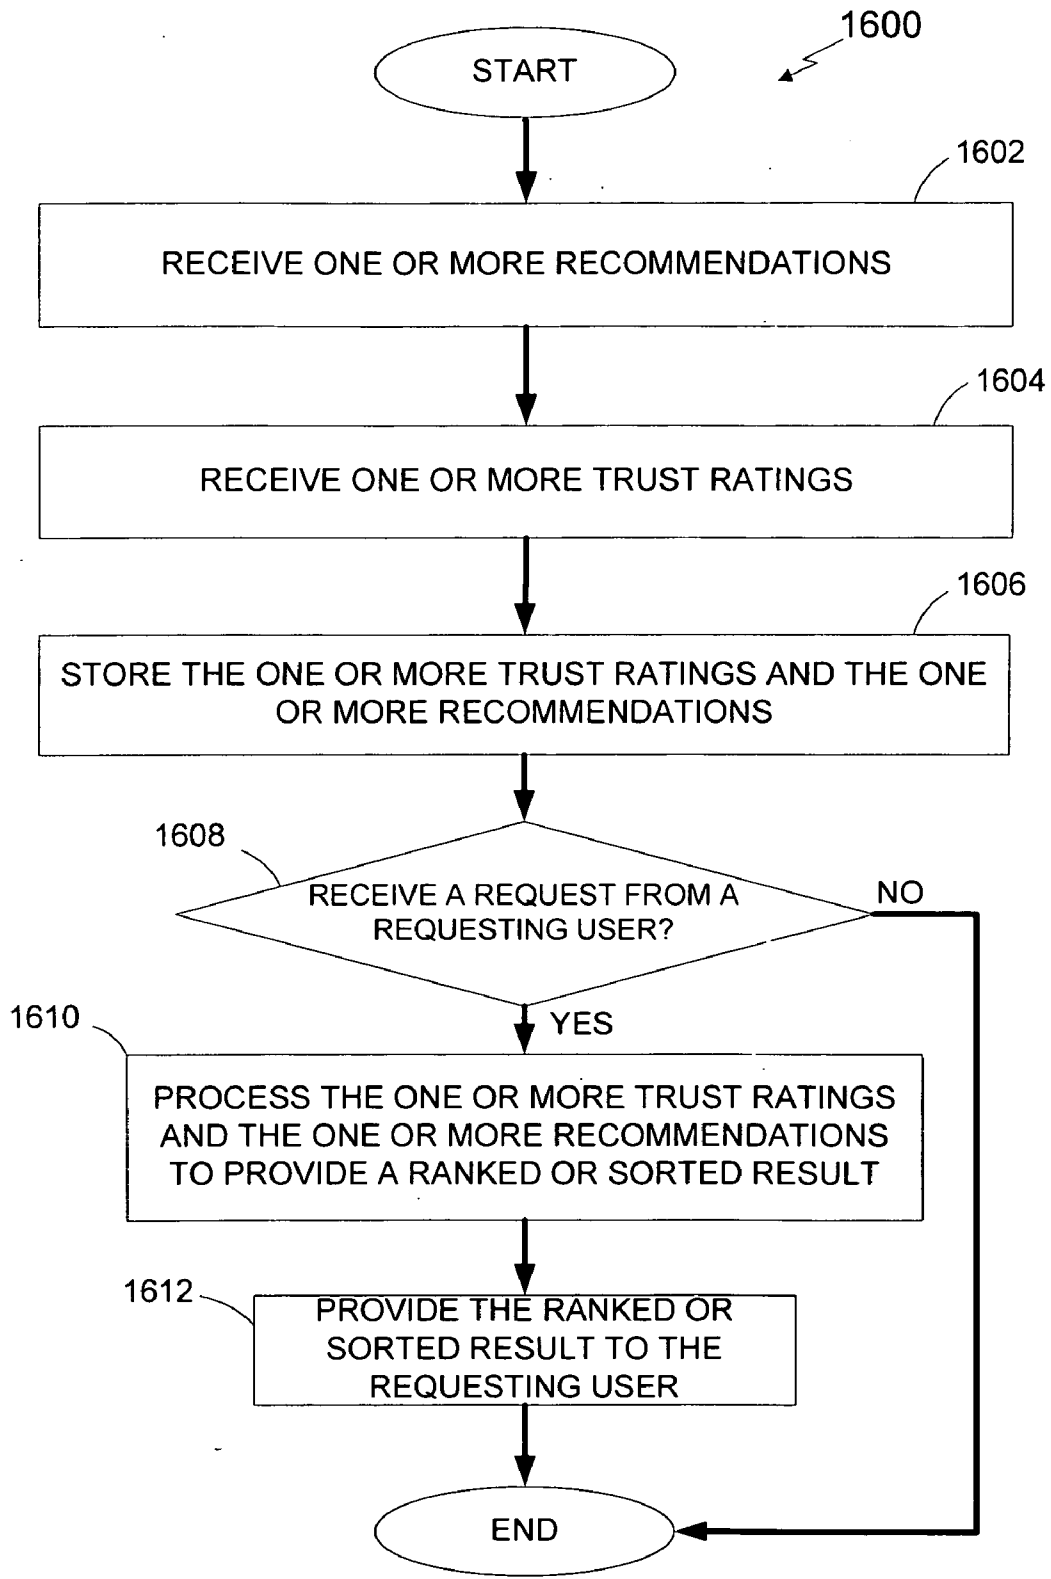 1600
START
1602
RECEIVE ONE OR MORE RECOMMENDATIONS
1604
RECEIVE ONE OR MORE TRUST RATINGS
1606
STORE THE ONE OR MORE TRUST RATINGS AND THE ONE
OR MORE RECOMMENDATIONS
1608
RECEIVE A REQUEST FROM A
REQUESTING USER?
NO
YES
1610
PROCESS THE ONE OR MORE TRUST RATINGS
AND THE ONE OR MORE RECOMMENDATIONS
TO PROVIDE A RANKED OR SORTED RESULT
1612
PROVIDE THE RANKED OR
SORTED RESULT TO THE
REQUESTING USER
END